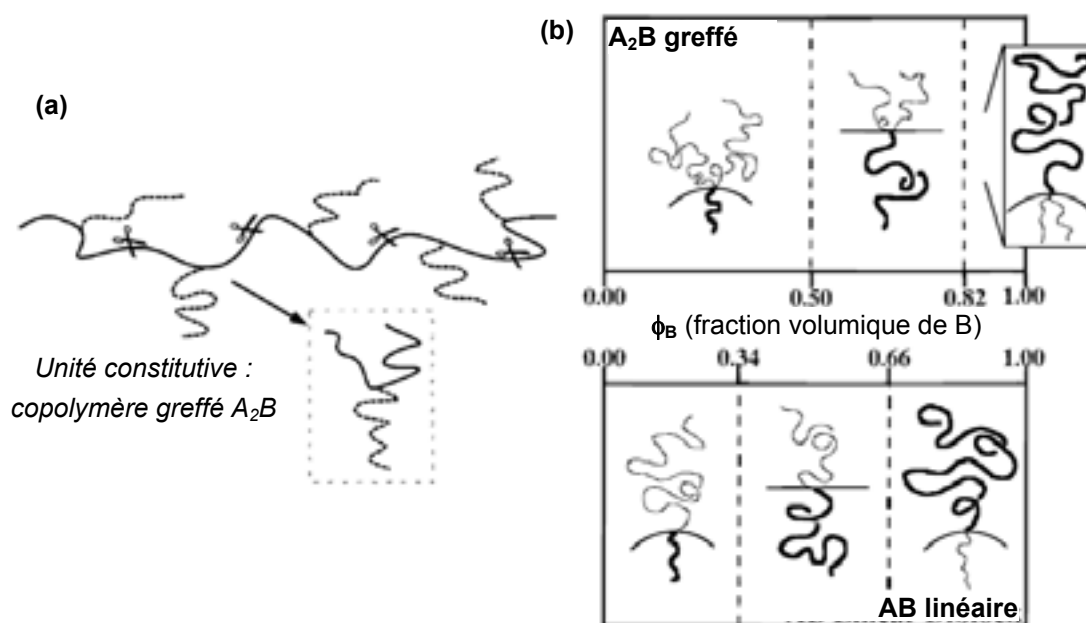 (a)
Unité constitutive :
copolymère greffé A₂B
(b)
A₂B greffé
0.00 0.50 0.82 1.00
ϕB (fraction volumique de B)
0.00 0.34 0.66 1.00
AB linéaire